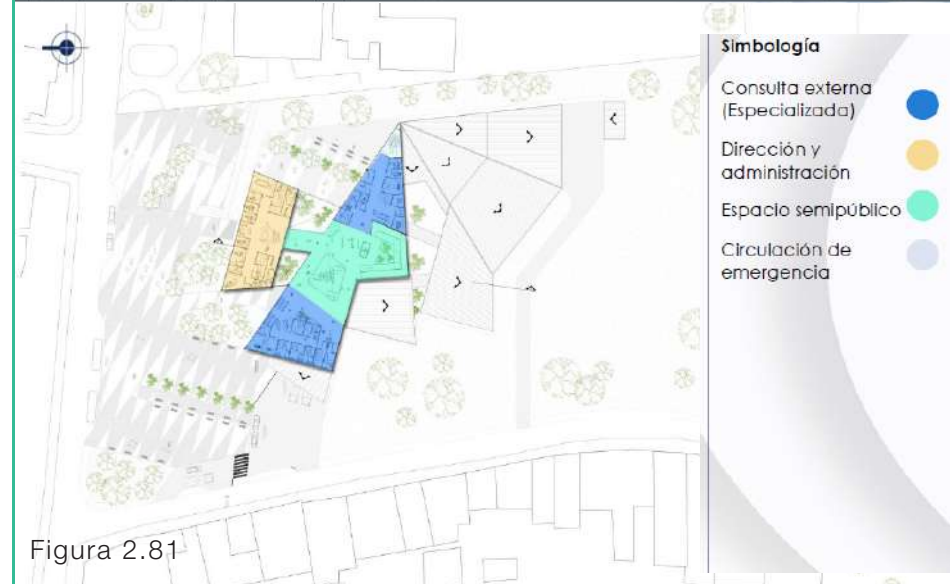 Simbología
Consulta externa
(Especializada)
Dirección y
administración
Espacio semipúblico
Circulación de
emergencia
Figura 2.81